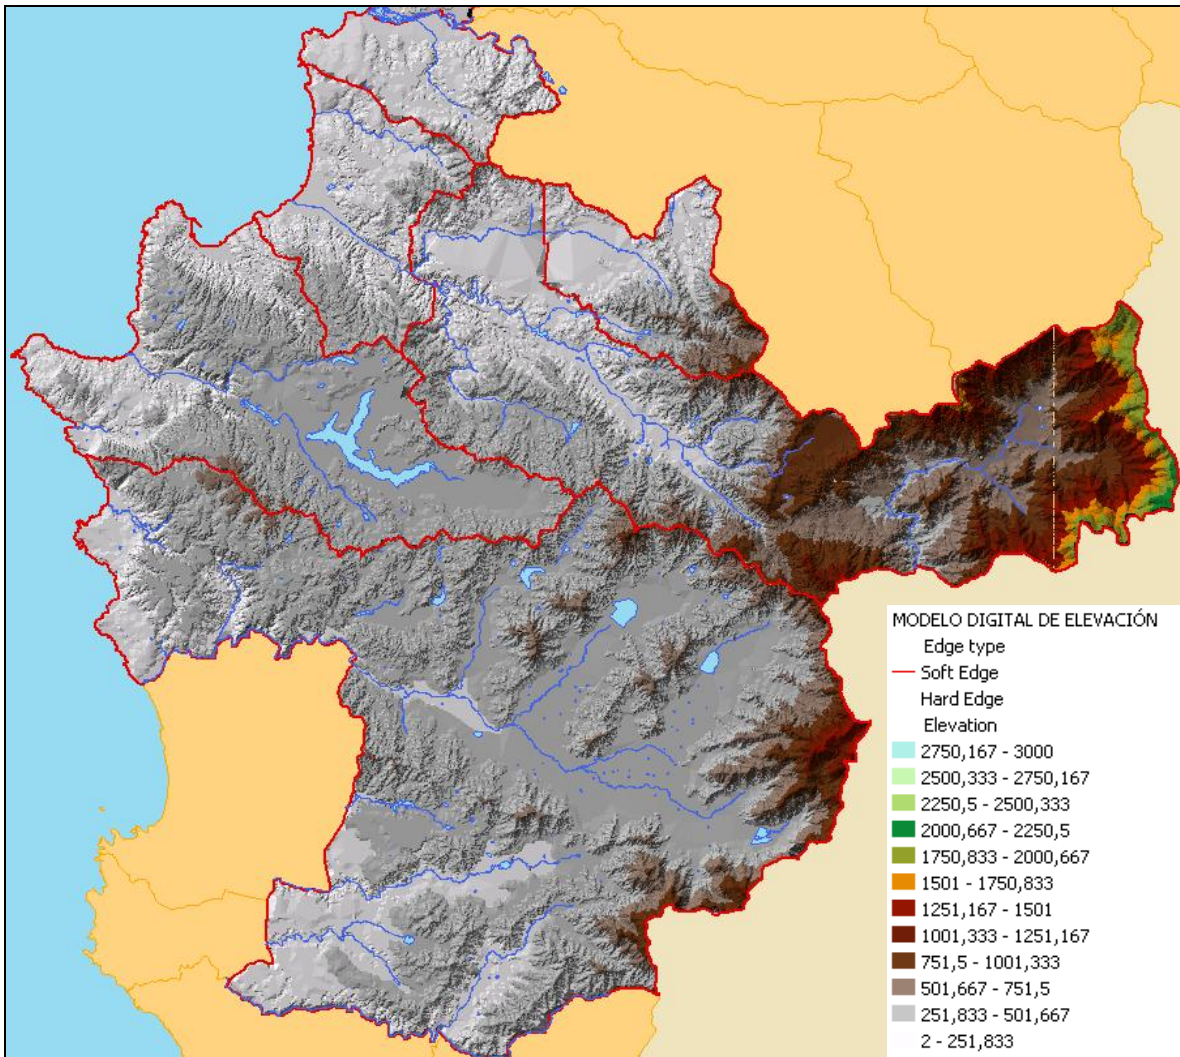 MODELO DIGITAL DE ELEVACIÓN
Edge type
Soft Edge
Hard Edge
Elevation
2750,167 - 3000
2500,333 - 2750,167
2250,5 - 2500,333
2000,667 - 2250,5
1750,833 - 2000,667
1501 - 1750,833
1251,167 - 1501
1001,333 - 1251,167
751,5 - 1001,333
501,667 - 751,5
251,833 - 501,667
2 - 251,833